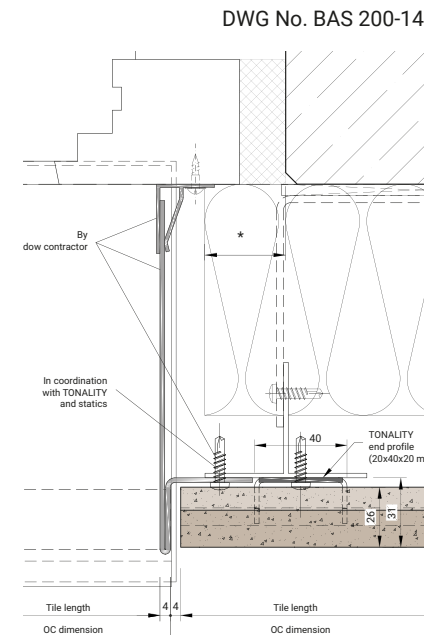 DWG No. BAS 200-14
*
By
dow contractor
In coordination
with TONALITY
and statics
40
TONALITY
end profile
(20x40x20 m
26
31
Tile length
4
4
Tile length
OC dimension
OC dimension